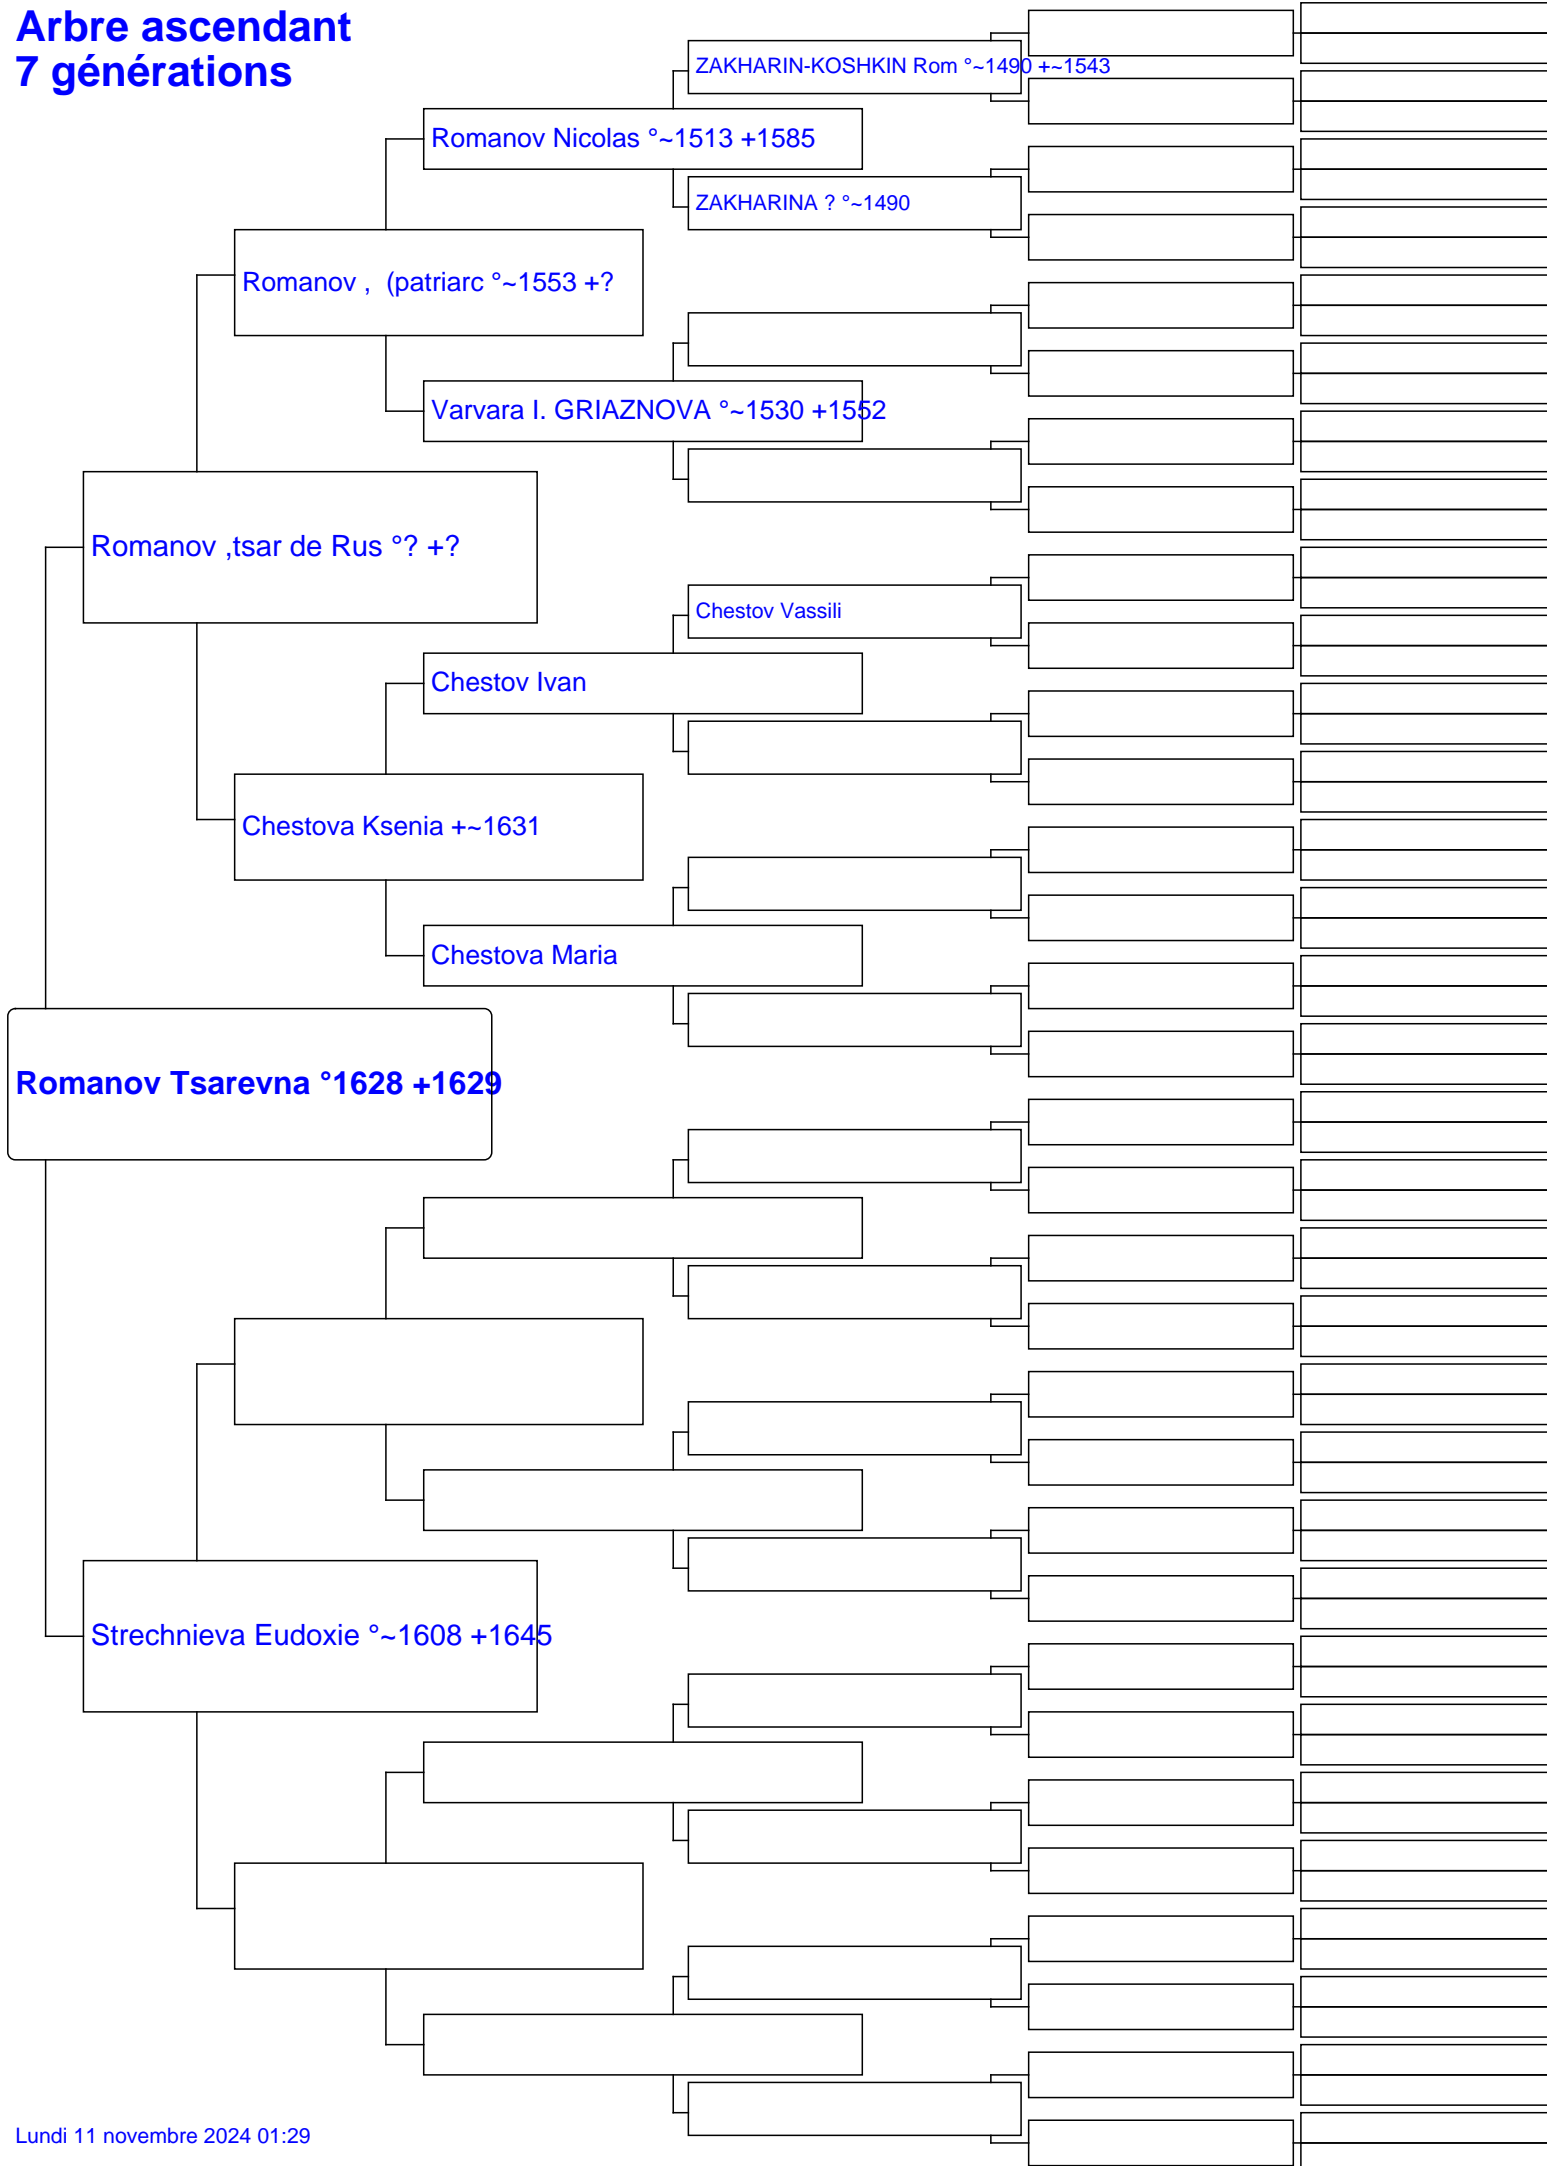 Arbre ascendant
7 générations
ZAKHARIN-KOSHKIN Rom °~1490 +~1543
Romanov Nicolas °~1513 +1585
ZAKHARINA ? °~1490
Romanov ,  (patriarc °~1553 +?
Varvara I. GRIAZNOVA °~1530 +1552
Romanov ,tsar de Rus °? +?
Chestov Vassili
Chestov Ivan
Chestova Ksenia +~1631
Chestova Maria
Romanov Tsarevna °1628 +1629
Strechnieva Eudoxie °~1608 +1645
Lundi 11 novembre 2024 01:29